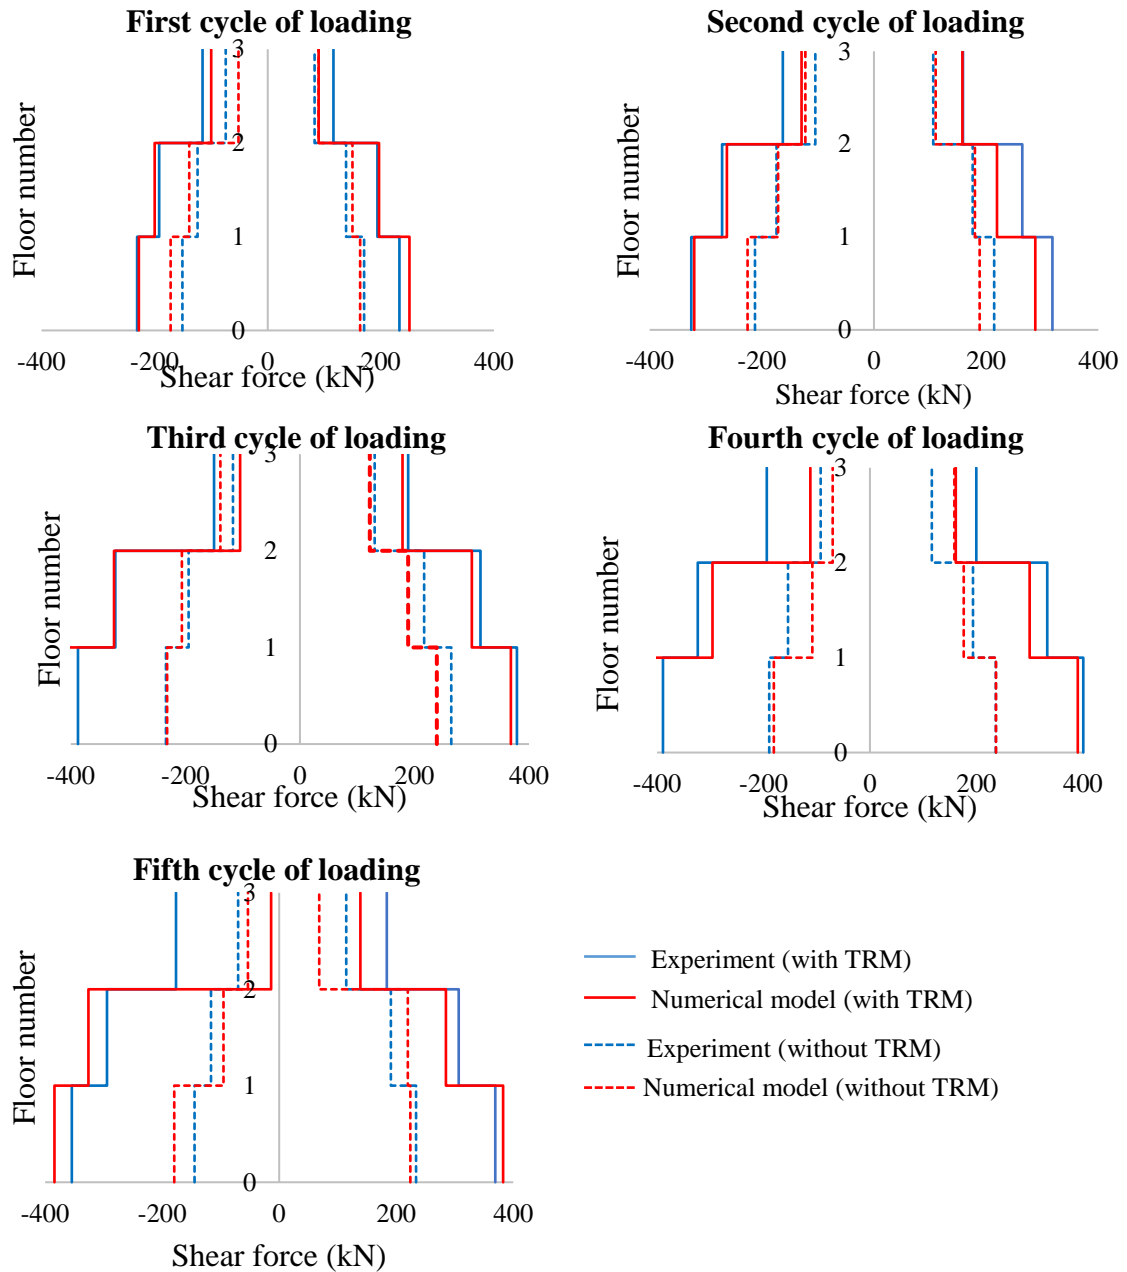 First cycle of loading
Floor number
3
2
1
0
-400
-200
0
200
400
Shear force (kN)
Second cycle of loading
Floor number
3
2
1
0
-400
-200
0
200
400
Shear force (kN)
Third cycle of loading
Floor number
3
2
1
0
-400
-200
0
200
400
Shear force (kN)
Fourth cycle of loading
Floor number
3
2
1
0
-400
-200
0
200
400
Shear force (kN)
Fifth cycle of loading
Floor number
3
2
1
0
-400
-200
0
200
400
Shear force (kN)
Experiment (with TRM)
Numerical model (with TRM)
Experiment (without TRM)
Numerical model (without TRM)